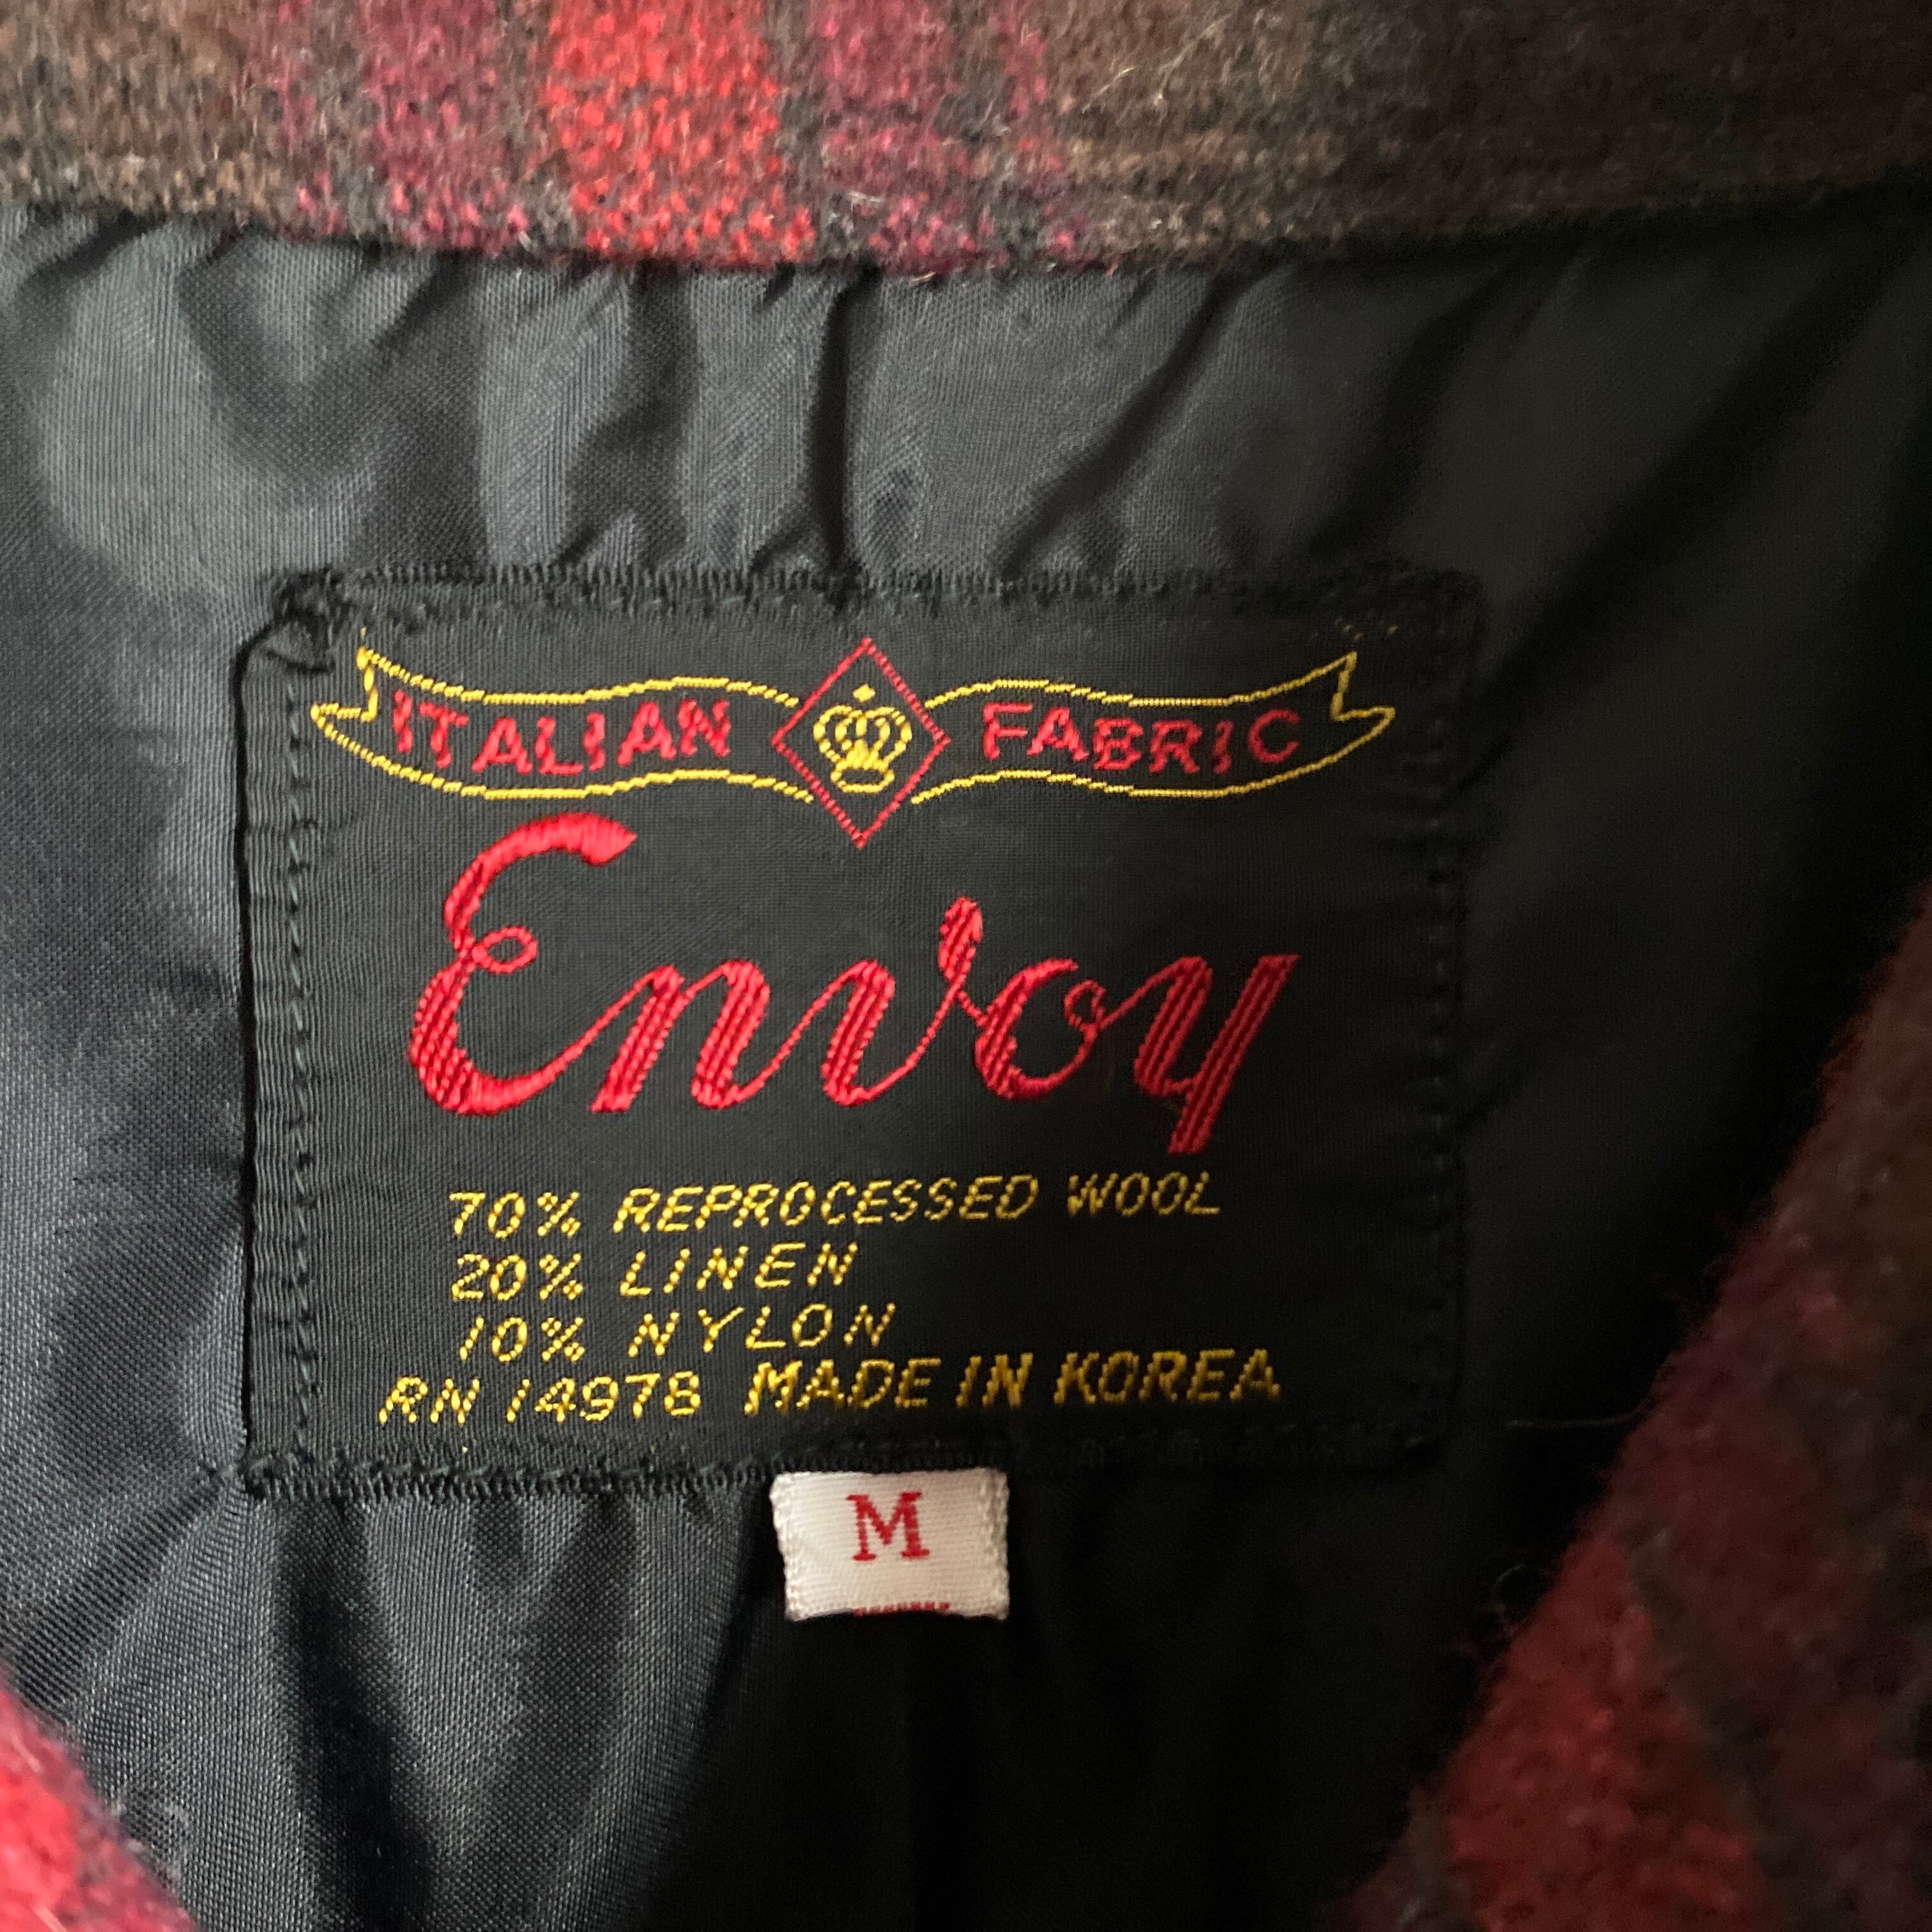 ITALIAN FABRIC
Envoy
70% REPROCESSED WOOL
20% LINEN
10% NYLON
RN 14978 MADE IN KOREA
M